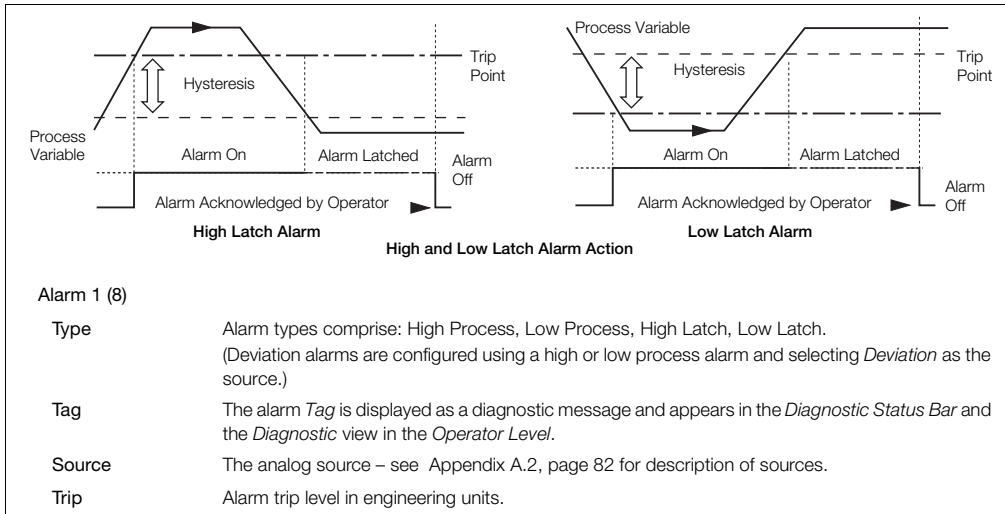 Process Variable
Trip
Point
Hysteresis
Process
Variable
Alarm On
Alarm Latched
Alarm
Off
Alarm Acknowledged by Operator
High Latch Alarm
Process Variable
Trip
Point
Hysteresis
Alarm On
Alarm Latched
Alarm
Off
Alarm Acknowledged by Operator
Low Latch Alarm
High and Low Latch Alarm Action
Alarm 1 (8)
Type Alarm types comprise: High Process, Low Process, High Latch, Low Latch.
(Deviation alarms are configured using a high or low process alarm and selecting Deviation as the
source.)
Tag The alarm Tag is displayed as a diagnostic message and appears in the Diagnostic Status Bar and
the Diagnostic view in the Operator Level.
Source The analog source – see Appendix A.2, page 82 for description of sources.
Trip Alarm trip level in engineering units.